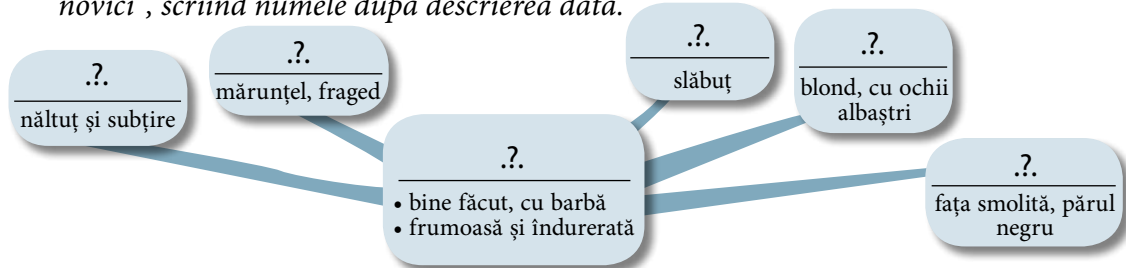 novici”, scriind numele după descrierea dată.
.?.
năltuț și subțire
.?.
mărunțel, fraged
.?.
• bine făcut, cu barbă
• frumoasă și îndurerată
.?.
slăbuț
.?.
blond, cu ochii
albaștri
.?.
fața smolită, părul
negru